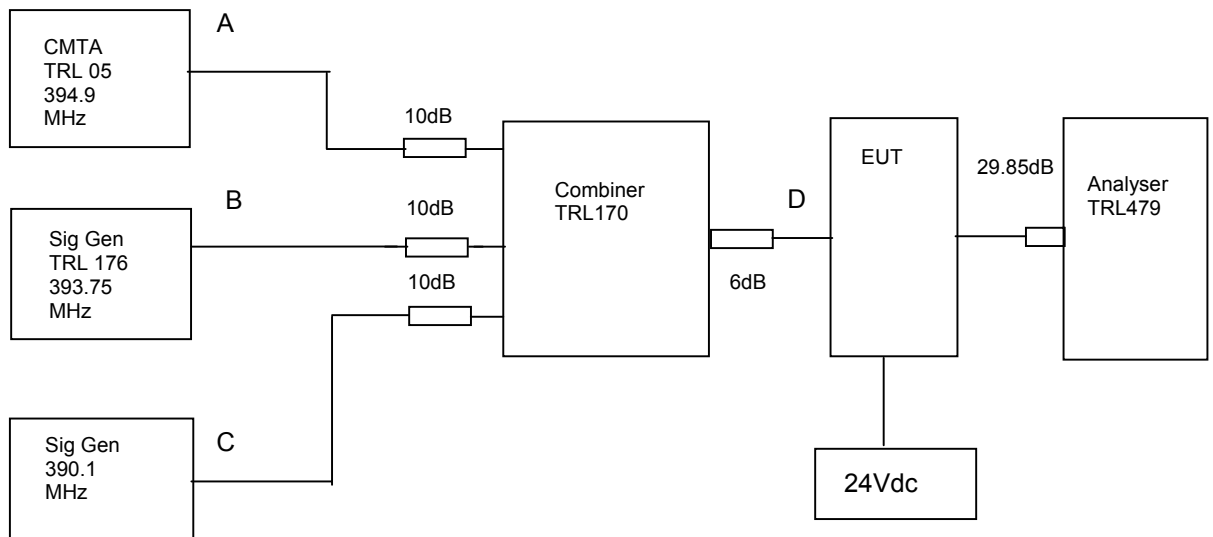 A
CMTA
TRL 05
394.9
MHz
10dB
B
Sig Gen
TRL 176
393.75
MHz
10dB
10dB
C
Sig Gen
390.1
MHz
Combiner
TRL170
6dB
D
EUT
29.85dB
Analyser
TRL479
24Vdc